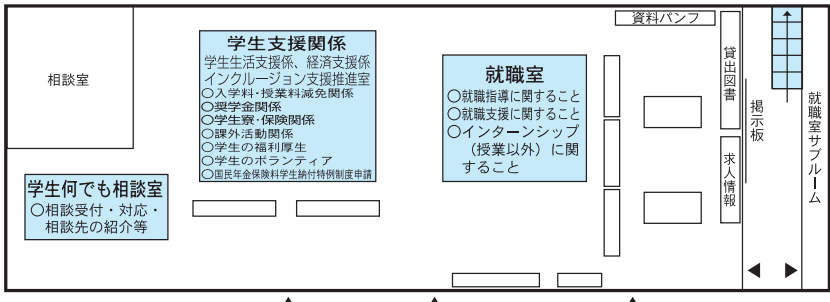 相談室
学生何でも相談室
○相談受付・対応・
相談先の紹介等
学生支援関係
学生生活支援係、経済支援係
インクルージョン支援推進室
○入学料・授業料減免関係
○奨学金関係
○学生寮・保険関係
○課外活動関係
○学生の福利厚生
○学生のボランティア
○国民年金保険料学生納付特例制度申請
就職室
○就職指導に関すること
○就職支援に関すること
○インターンシップ
（授業以外）に関
すること
資料パンフ
貸出図書
求人情報
掲示板
就職室サブルーム